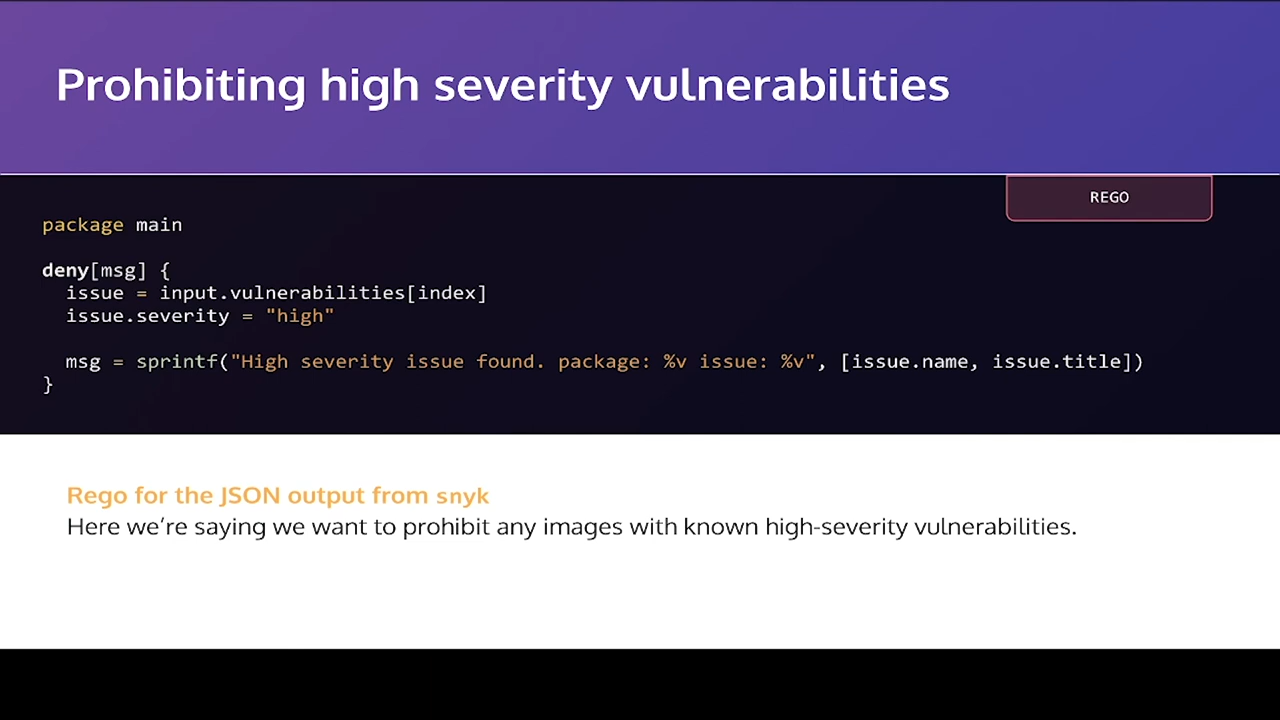 Prohibiting high severity vulnerabilities
REGO
package main
deny[msg] {
  issue = input.vulnerabilities[index]
  issue.severity = "high"
  msg = sprintf("High severity issue found. package: %v issue: %v", [issue.name, issue.title])
}
Rego for the JSON output from snyk
Here we’re saying we want to prohibit any images with known high-severity vulnerabilities.